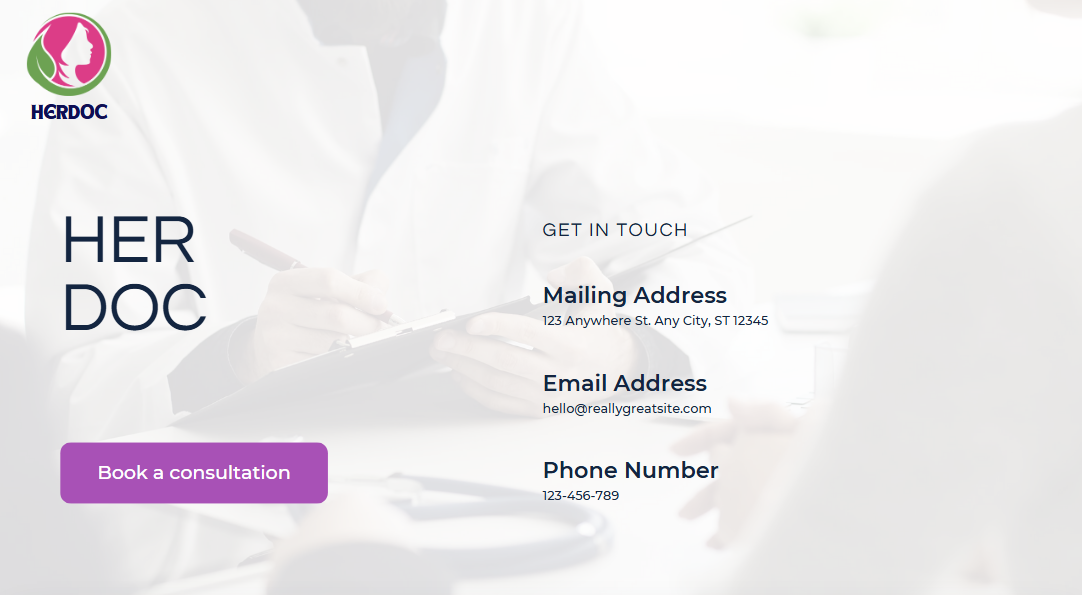 HERDOC
HER
DOC
Book a consultation
GET IN TOUCH
Mailing Address
123 Anywhere St. Any City, ST 12345
Email Address
hello@reallygreatsite.com
Phone Number
123-456-789